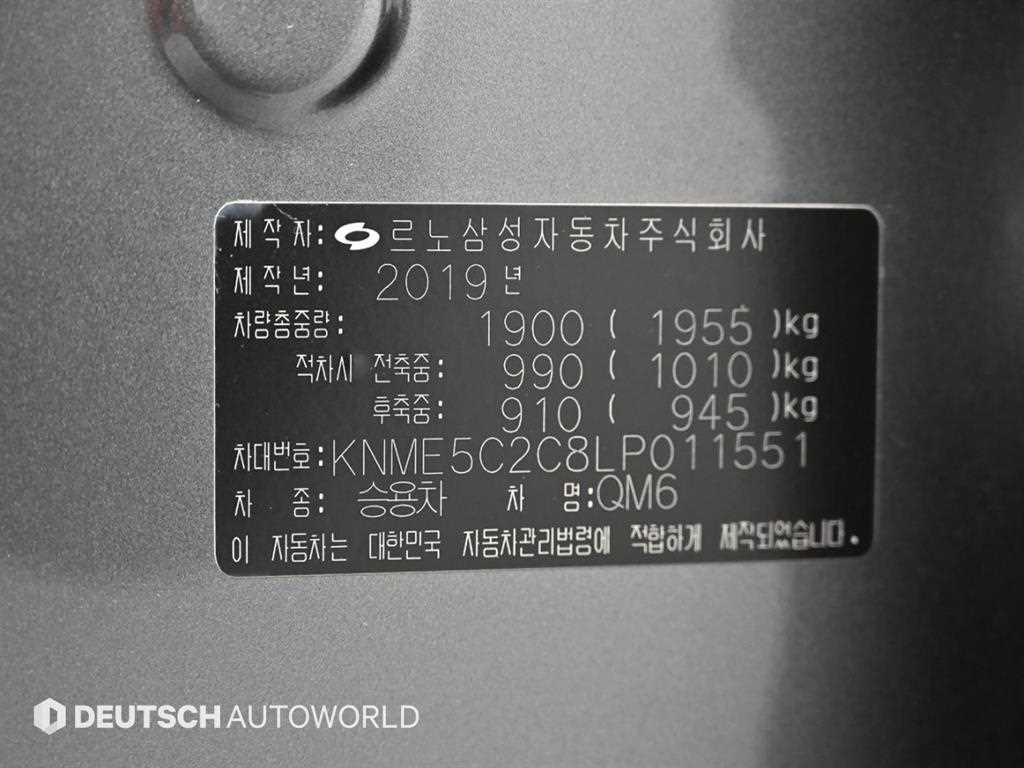 제작자: 르노삼성자동차주식회사
제작년: 2019년
차량총중량: 1900 ( 1955 )kg
적차시 전축중: 990 ( 1010 )kg
후축중: 910 ( 945 )kg
차대번호: KNME5C2C8LP011551
차 종: 승용차 차 명: QM6
이 자동차는 대한민국 자동차관리법령에 적합하게 제작되었습니다.
DEUTSCH AUTOWORLD